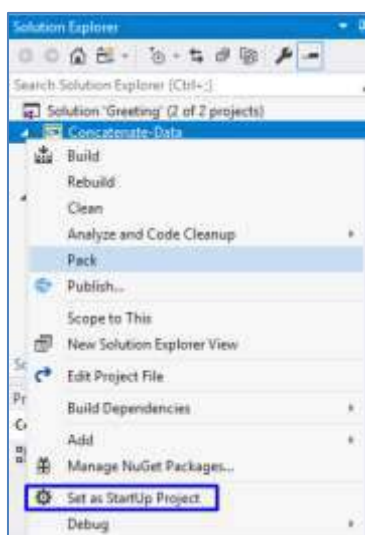 Solution Explorer
Search Solution Explorer (Ctrl+;)
Solution 'Greeting' (2 of 2 projects)
Concatenate-Data
Build
Rebuild
Clean
Analyze and Code Cleanup
Pack
Publish...
Scope to This
New Solution Explorer View
Edit Project File
Build Dependencies
Add
Manage NuGet Packages...
Set as StartUp Project
Debug